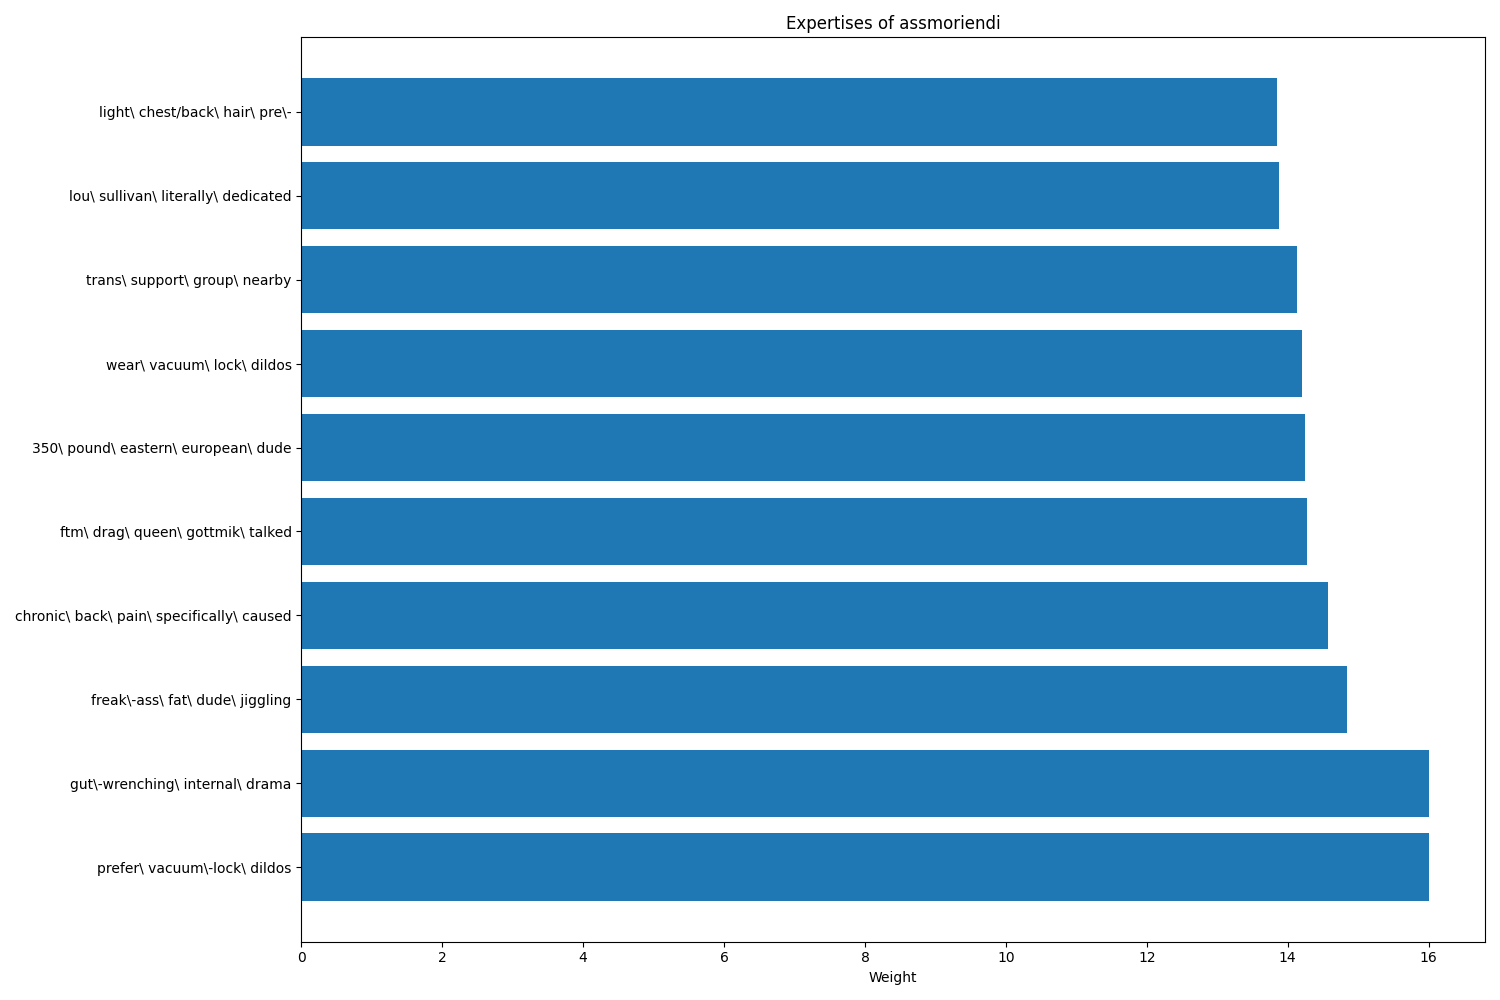 Expertises of assmoriendi
light\ chest/back\ hair\ pre\-
lou\ sullivan\ literally\ dedicated
trans\ support\ group\ nearby
wear\ vacuum\ lock\ dildos
350\ pound\ eastern\ european\ dude
ftm\ drag\ queen\ gottmik\ talked
chronic\ back\ pain\ specifically\ caused
freak\-ass\ fat\ dude\ jiggling
gut\-wrenching\ internal\ drama
prefer\ vacuum\-lock\ dildos
0 2 4 6 8 10 12 14 16
Weight